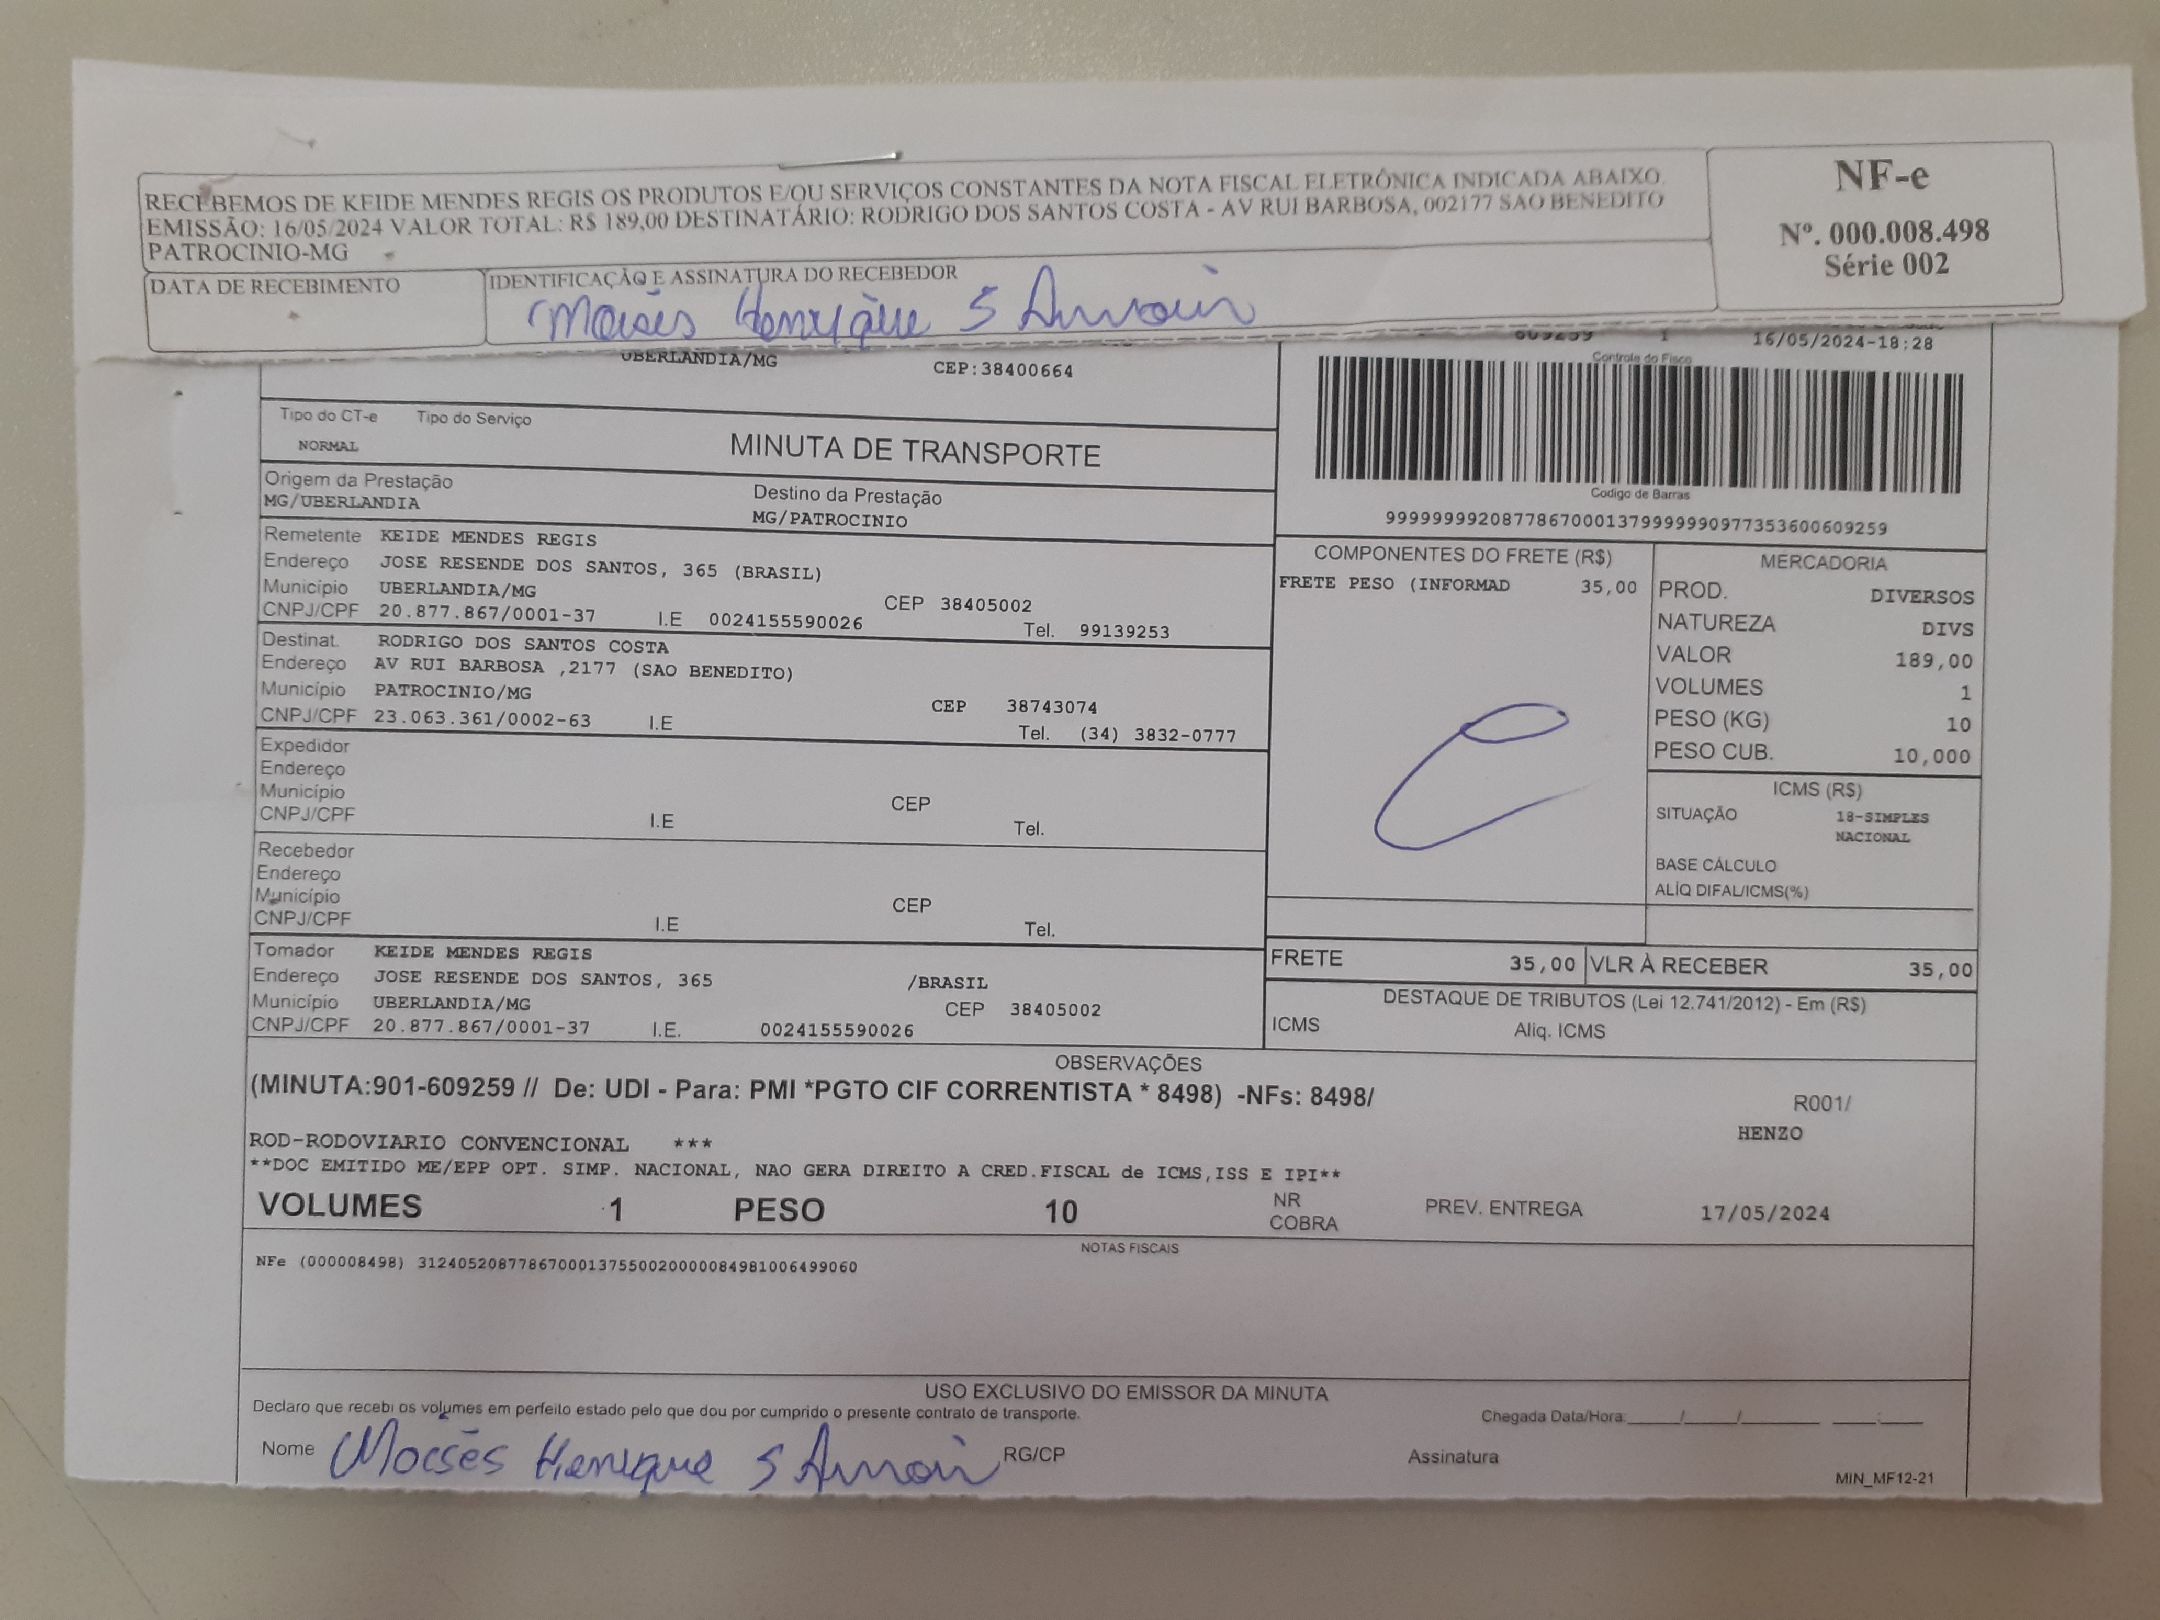 RECEBEMOS DE KEIDE MENDES REGIS OS PRODUTOS E/OU SERVIÇOS CONSTANTES DA NOTA FISCAL ELETRÔNICA INDICADA ABAIXO.
EMISSÃO: 16/05/2024 VALOR TOTAL: R$ 189,00 DESTINATÁRIO: RODRIGO DOS SANTOS COSTA - AV RUI BARBOSA, 002177 SAO BENEDITO
PATROCINIO-MG
NF-e
Nº. 000.008.498
Série 002
DATA DE RECEBIMENTO
IDENTIFICAÇÃO E ASSINATURA DO RECEBEDOR
Moisés Henrique S
609259 1 16/05/2024-18:28
UBERLANDIA/MG CEP:38400664
Controle do Fisco
Tipo do CT-e Tipo do Serviço
NORMAL
MINUTA DE TRANSPORTE
Codigo de Barras
99999999208778670001379999990977353600609259
Origem da Prestação
MG/UBERLANDIA
Destino da Prestação
MG/PATROCINIO
Remetente KEIDE MENDES REGIS
Endereço JOSE RESENDE DOS SANTOS, 365 (BRASIL)
Município UBERLANDIA/MG CEP 38405002
CNPJ/CPF 20.877.867/0001-37 I.E 0024155590026 Tel. 99139253
Destinat. RODRIGO DOS SANTOS COSTA
Endereço AV RUI BARBOSA ,2177 (SAO BENEDITO)
Município PATROCINIO/MG CEP 38743074
CNPJ/CPF 23.063.361/0002-63 I.E Tel. (34) 3832-0777
Expedidor
Endereço
Município CEP
CNPJ/CPF I.E Tel.
Recebedor
Endereço
Município CEP
CNPJ/CPF I.E Tel.
Tomador KEIDE MENDES REGIS
Endereço JOSE RESENDE DOS SANTOS, 365 /BRASIL
Município UBERLANDIA/MG CEP 38405002
CNPJ/CPF 20.877.867/0001-37 I.E. 0024155590026
COMPONENTES DO FRETE (R$)
FRETE PESO (INFORMAD 35,00
MERCADORIA
PROD. DIVERSOS
NATUREZA DIVS
VALOR 189,00
VOLUMES 1
PESO (KG) 10
PESO CUB. 10,000
ICMS (R$)
SITUAÇÃO 18-SIMPLES
NACIONAL
BASE CÁLCULO
ALÍQ DIFAL/ICMS(%)
FRETE 35,00 VLR À RECEBER 35,00
DESTAQUE DE TRIBUTOS (Lei 12.741/2012) - Em (R$)
ICMS Aliq. ICMS
OBSERVAÇÕES
(MINUTA:901-609259 // De: UDI - Para: PMI *PGTO CIF CORRENTISTA * 8498) -NFs: 8498/
R001/
HENZO
ROD-RODOVIARIO CONVENCIONAL ***
**DOC EMITIDO ME/EPP OPT. SIMP. NACIONAL, NAO GERA DIREITO A CRED.FISCAL de ICMS,ISS E IPI**
VOLUMES 1 PESO 10 NR
COBRA
PREV. ENTREGA 17/05/2024
NOTAS FISCAIS
NFe (000008498) 31240520877867000137550020000084981006499060
USO EXCLUSIVO DO EMISSOR DA MINUTA
Declaro que recebi os volumes em perfeito estado pelo que dou por cumprido o presente contrato de transporte.
Chegada Data/Hora:____/____/______ ____:____
Nome Moisés Henrique S RG/CP Assinatura
MIN_MF12-21